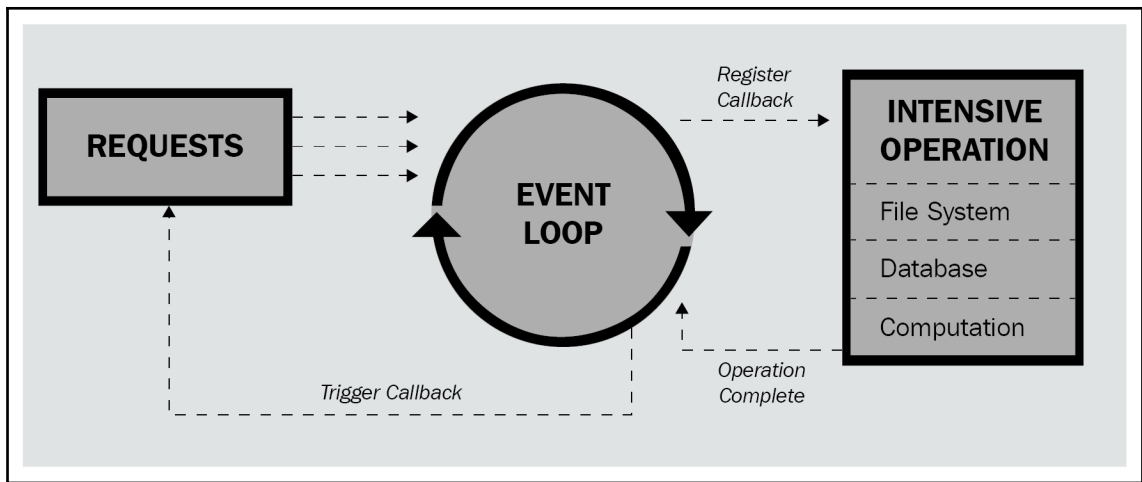 REQUESTS
EVENT
LOOP
Register
Callback
INTENSIVE
OPERATION
File System
Database
Computation
Operation
Complete
Trigger Callback